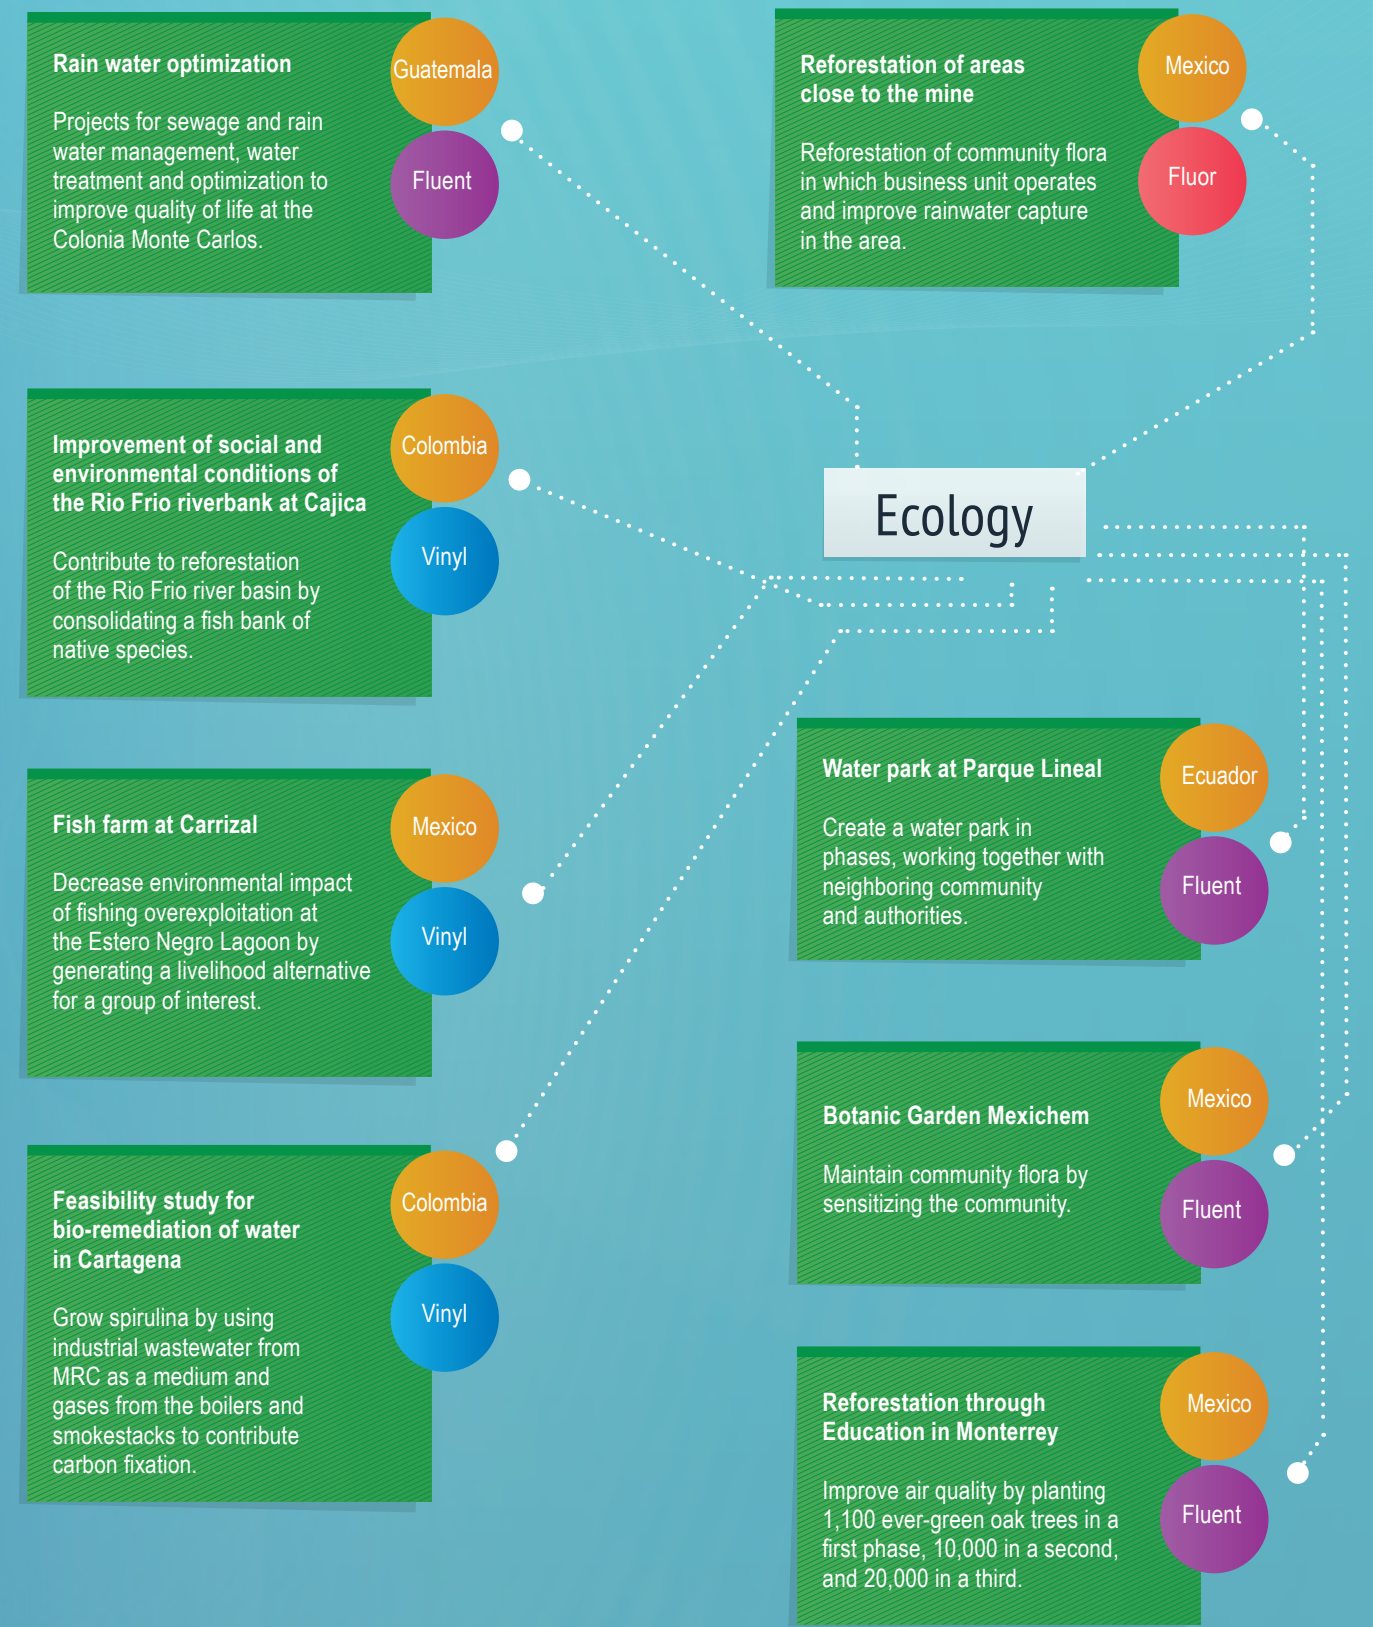 Rain water optimization
Projects for sewage and rain
water management, water
treatment and optimization to
improve quality of life at the
Colonia Monte Carlos.
Guatemala
Fluent
Reforestation of areas
close to the mine
Reforestation of community flora
in which business unit operates
and improve rainwater capture
in the area.
Mexico
Fluor
Improvement of social and
environmental conditions of
the Rio Frio riverbank at Cajica
Contribute to reforestation
of the Rio Frio river basin by
consolidating a fish bank of
native species.
Colombia
Vinyl
Ecology
Fish farm at Carrizal
Decrease environmental impact
of fishing overexploitation at
the Estero Negro Lagoon by
generating a livelihood alternative
for a group of interest.
Mexico
Vinyl
Water park at Parque Lineal
Create a water park in
phases, working together with
neighboring community
and authorities.
Ecuador
Fluent
Feasibility study for
bio-remediation of water
in Cartagena
Grow spirulina by using
industrial wastewater from
MRC as a medium and
gases from the boilers and
smokestacks to contribute
carbon fixation.
Colombia
Vinyl
Botanic Garden Mexichem
Maintain community flora by
sensitizing the community.
Mexico
Fluent
Reforestation through
Education in Monterrey
Improve air quality by planting
1,100 ever-green oak trees in a
first phase, 10,000 in a second,
and 20,000 in a third.
Mexico
Fluent